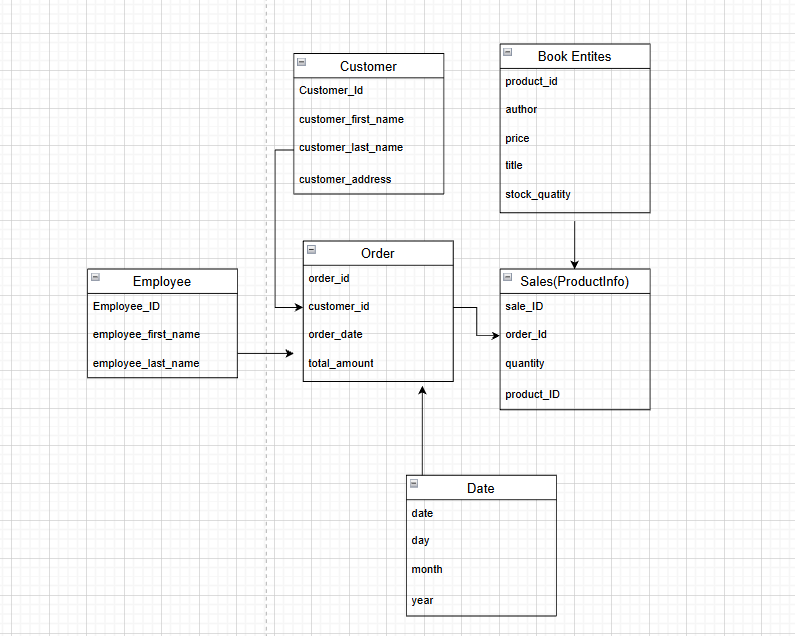 Customer
Customer_Id
customer_first_name
customer_last_name
customer_address
Book Entites
product_id
author
price
title
stock_quatity
Employee
Employee_ID
employee_first_name
employee_last_name
Order
order_id
customer_id
order_date
total_amount
Sales(ProductInfo)
sale_ID
order_Id
quantity
product_ID
Date
date
day
month
year